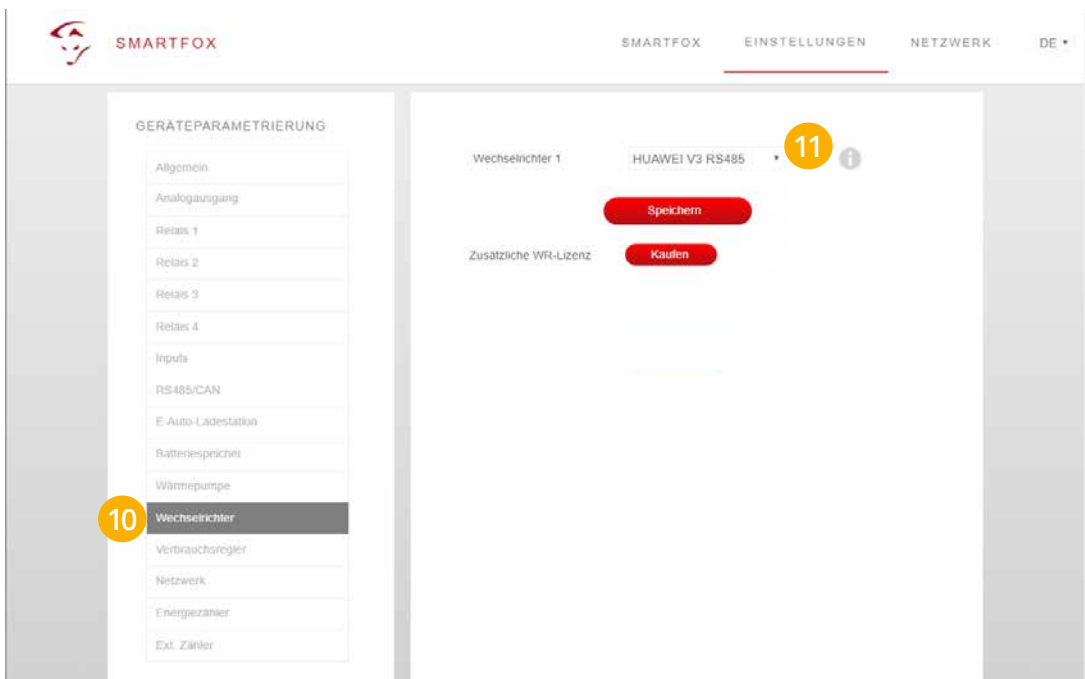 SMARTFOX
SMARTFOX EINSTELLUNGEN NETZWERK DE
GERÄTEPARAMETRIERUNG
Allgemein
Analogausgang
Relais 1
Relais 2
Relais 3
Relais 4
Inputs
RS485/CAN
E-Auto-Ladestation
Batteriespeicher
Wärmepumpe
10 Wechselrichter
Verbrauchsregler
Netzwerk
Energiezähler
Ext. Zähler
Wechselrichter 1 HUAWEI V3 RS485 11 i
Speichern
Zusätzliche WR-Lizenz Kaufen